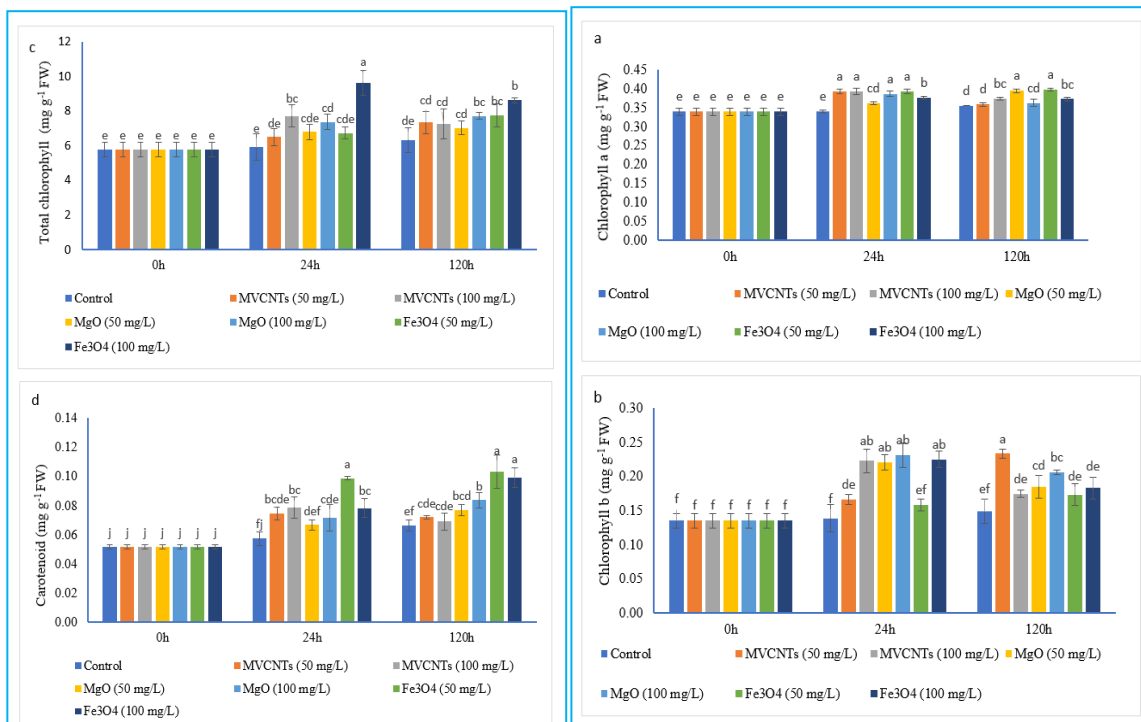 c
12
10
8
6
4
2
0
Total chlorophyll (mg g⁻¹ FW)
e e e e e e e
e de bc cde cd cde a
de cd cd cd bc cd b
0h 24h 120h
Control MVCNTs (50 mg/L) MVCNTs (100 mg/L)
MgO (50 mg/L) MgO (100 mg/L) Fe3O4 (50 mg/L)
Fe3O4 (100 mg/L)
d
0.14
0.12
0.10
0.08
0.06
0.04
0.02
0.00
Carotenoid (mg g⁻¹ FW)
j j j j j j j
fj bcde bc def cde a bc
ef cde cde bcd b a a
0h 24h 120h
Control MVCNTs (50 mg/L) MVCNTs (100 mg/L)
MgO (50 mg/L) MgO (100 mg/L) Fe3O4 (50 mg/L)
Fe3O4 (100 mg/L)
a
0.45
0.40
0.35
0.30
0.25
0.20
0.15
0.10
0.05
0.00
Chlorophyll a (mg g⁻¹ FW)
e e e e e e e
e a a cd a a b
d d bc a cd a bc
0h 24h 120h
Control MVCNTs (50 mg/L) MVCNTs (100 mg/L) MgO (50 mg/L)
MgO (100 mg/L) Fe3O4 (50 mg/L) Fe3O4 (100 mg/L)
b
0.30
0.25
0.20
0.15
0.10
0.05
0.00
Chlorophyll b (mg g⁻¹ FW)
f f f f f f f
f de ab ab ab ef ab
ef a de cd bc de de
0h 24h 120h
Control MVCNTs (50 mg/L) MVCNTs (100 mg/L) MgO (50 mg/L)
MgO (100 mg/L) Fe3O4 (50 mg/L) Fe3O4 (100 mg/L)